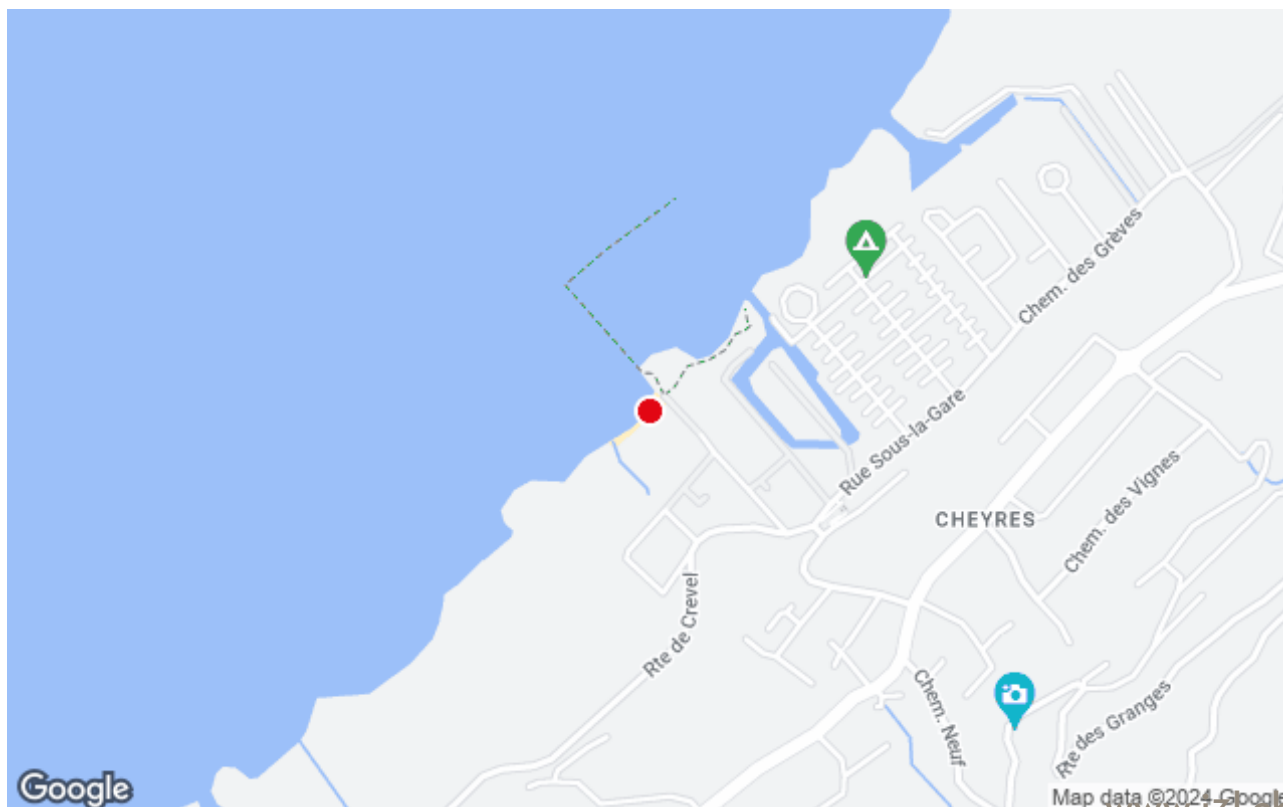 Chem. des Grèves
Rue Sous-la-Gare
CHEYRES
Chem. des Vignes
Rte de Crevel
Chem. Neuf
Rte des Granges
Google
Map data ©2024 Google